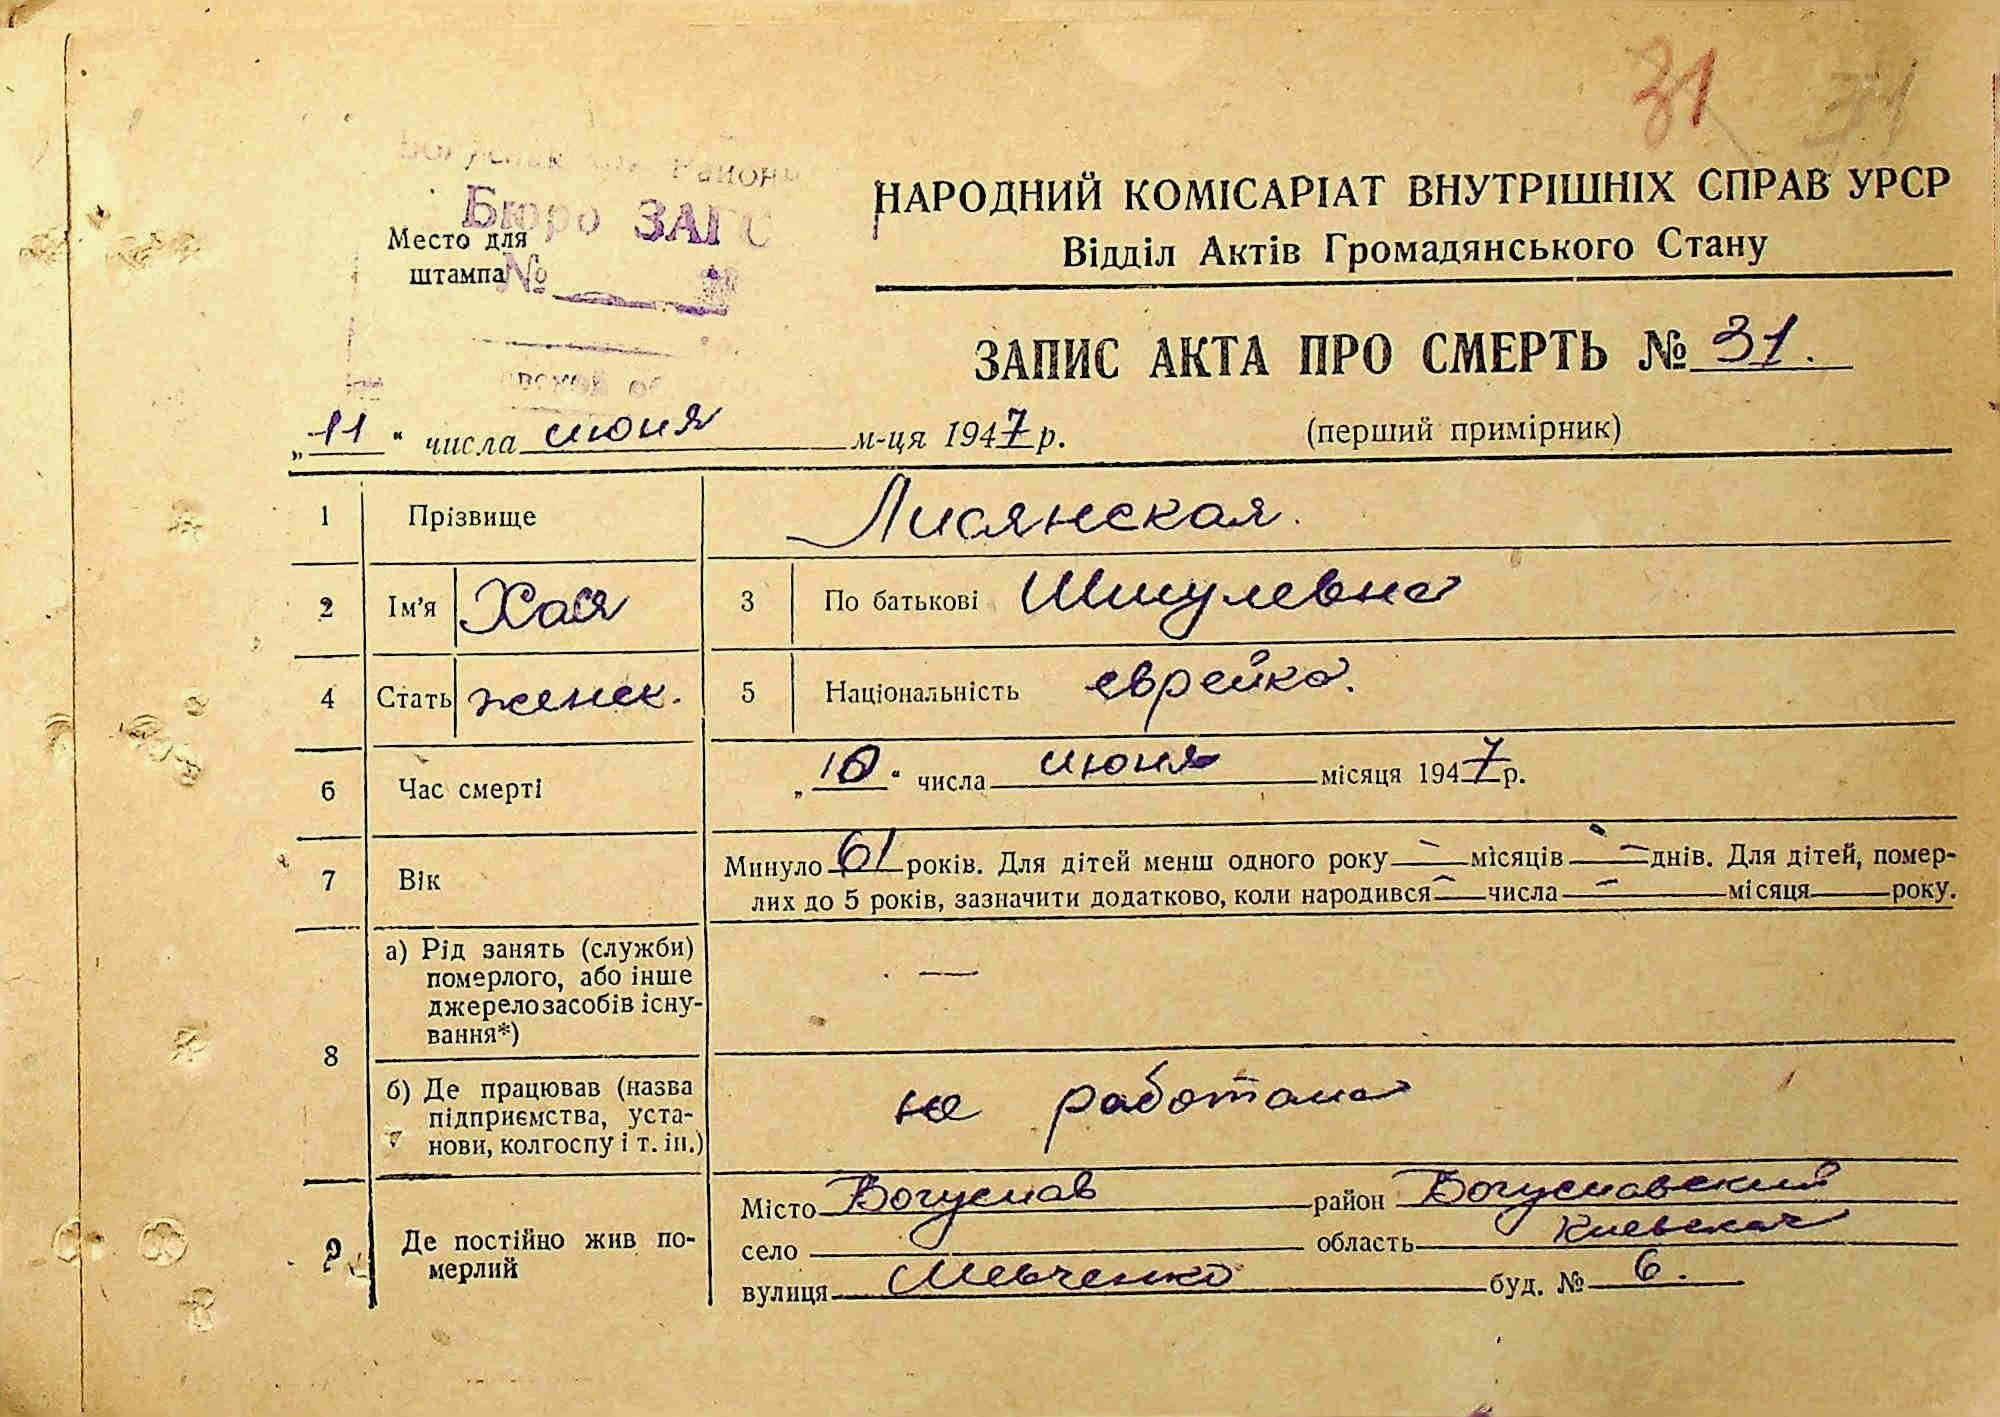 31 31
Районн
Бюро ЗАГС
Место для
штампа №
НАРОДНИЙ КОМІСАРІАТ ВНУТРІШНІХ СПРАВ УРСР
Відділ Актів Громадянського Стану
ЗАПИС АКТА ПРО СМЕРТЬ № 31.
„11“ числа июня м-ця 1947 р.
(перший примірник)
1 Прізвище Лисянская.
2 Ім'я Хая 3 По батькові Шмулевна
4 Стать женск. 5 Національність еврейка.
6 Час смерті „10“ числа июня місяця 1947 р.
7 Вік Минуло 61 років. Для дітей менш одного року — місяців — днів. Для дітей, помер-
лих до 5 років, зазначити додатково, коли народився — числа — місяця року.
8 а) Рід занять (служби)
померлого, або інше
джерело засобів існу-
вання*) —
б) Де працював (назва
підприємства, уста-
нови, колгоспу і т. ін.) не работала
9 Де постійно жив по-
мерлий
Місто Богуслав район Богуславский
село область Киевская
вулиця Шевченко буд. № 6.